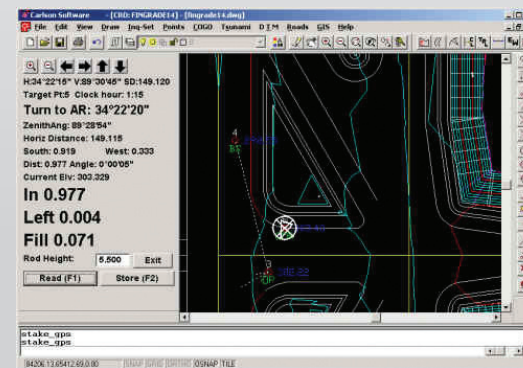 Carlson Software - [CRD: FINGRADE14] - [fingrade14.dwg]
File Edit View Draw Inq-Set Points COGO Tsunami DTM Roads GIS Help
H:34°22'15" V:89°30'45" SD:149.120
Target Pt:5 Clock hour: 1:15
Turn to AR: 34°22'20"
ZenithAng: 89°28'54"
Horiz Distance: 149.115
South: 0.919 West: 0.333
Dist: 0.977 Angle: 0°00'05"
Current Elv: 303.329
In 0.977
Left 0.004
Fill 0.071
Rod Height: 5.500 Exit
Read (F1) Store (F2)
4
stake_gps
stake_gps
SNAP GRID ORTHO OSNAP TILE